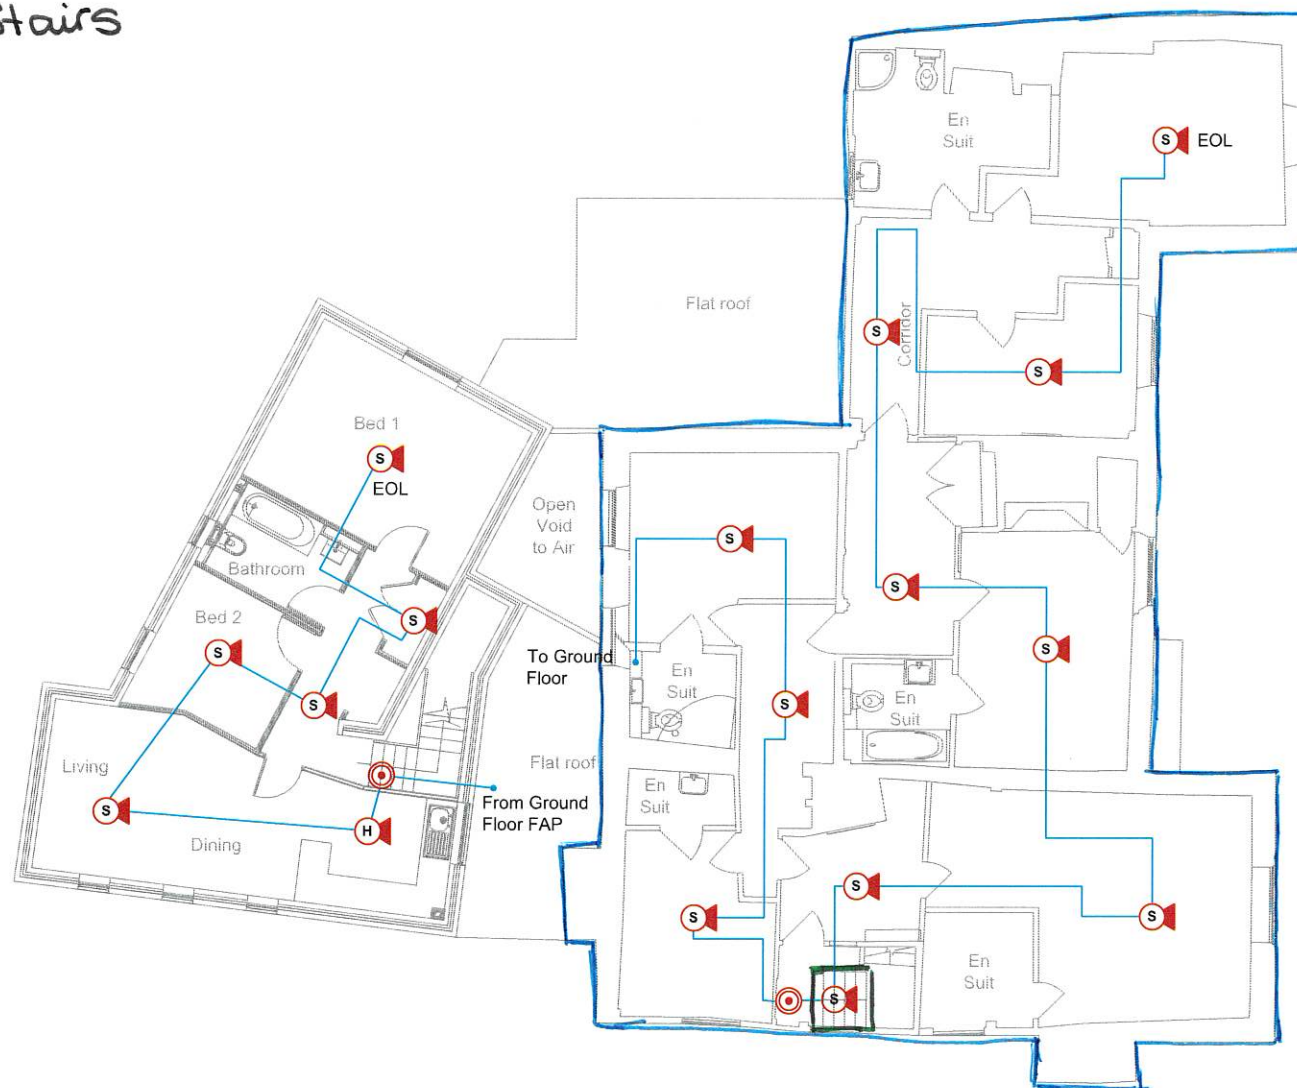 Stairs
En
Suit
S
EOL
Flat roof
S
Corridor
S
Bed 1
S
EOL
Open
Void
to Air
S
Bathroom
S
Bed 2
S
S
S
To Ground
Floor
En
Suit
S
S
En
Suit
S
Flat roof
Living
En
Suit
From Ground
Floor FAP
S
H
Dining
S
S
S
En
Suit
S